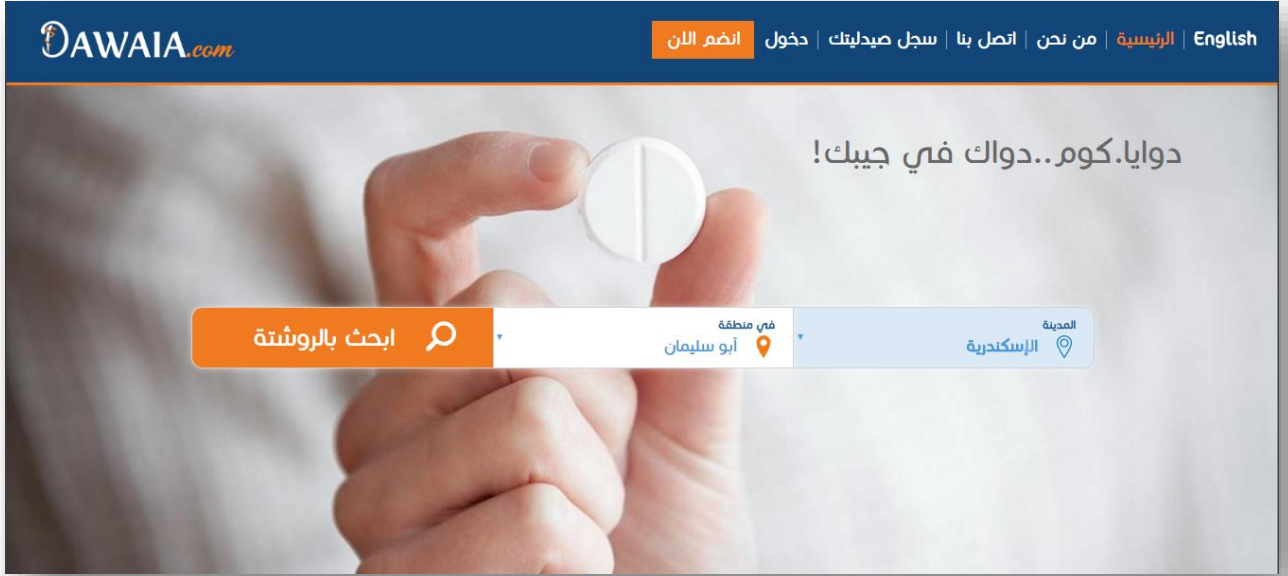 DAWAIA.com
English | الرئيسية | من نحن | اتصل بنا | سجل صيدليتك | دخول انضم الان
دوايا.كوم..دواك في جيبك!
المدينة
الإسكندرية
في منطقة
أبو سليمان
ابحث بالروشتة